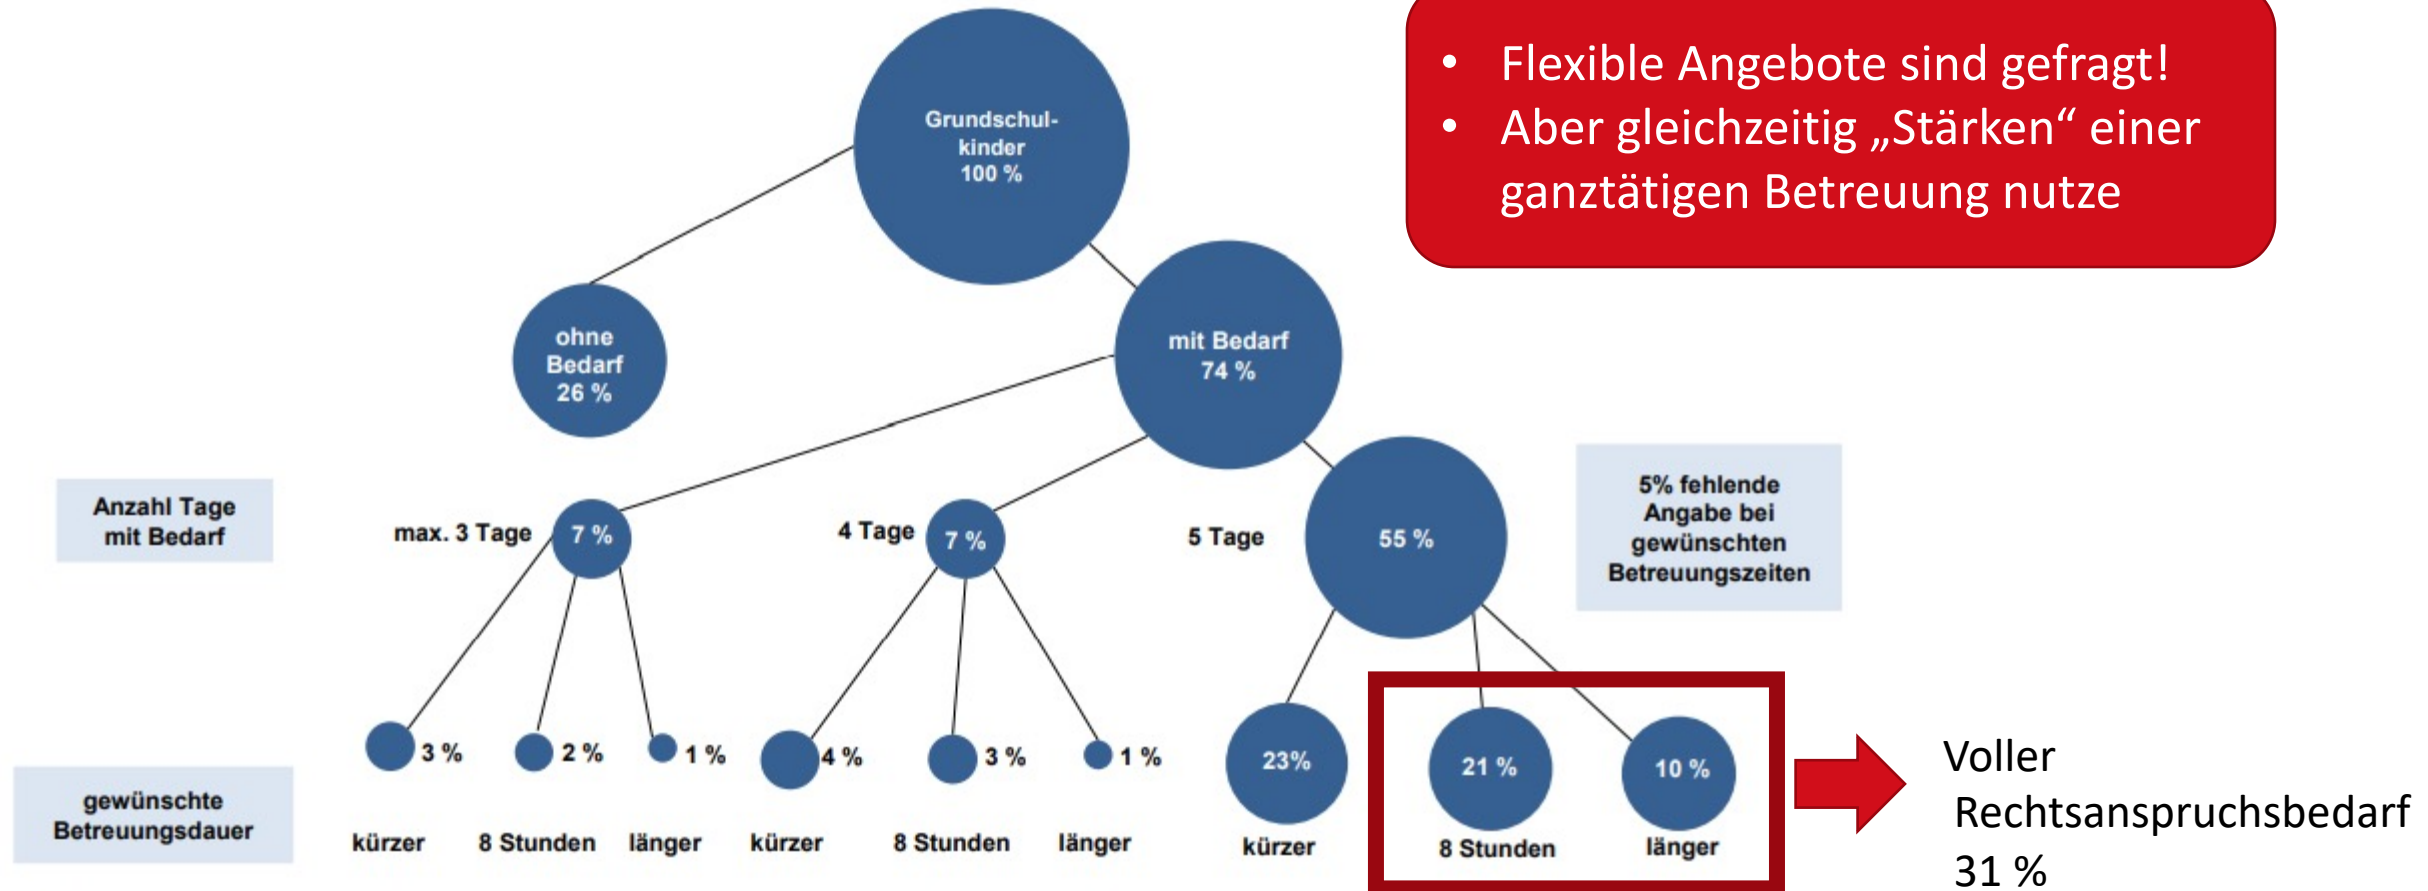 • Flexible Angebote sind gefragt!
• Aber gleichzeitig „Stärken“ einer
ganztätigen Betreuung nutze
Grundschul-
kinder
100 %
ohne
Bedarf
26 %
mit Bedarf
74 %
Anzahl Tage
mit Bedarf
max. 3 Tage
7 %
4 Tage
7 %
5 Tage
55 %
5% fehlende
Angabe bei
gewünschten
Betreuungszeiten
gewünschte
Betreuungsdauer
3 %
2 %
1 %
4 %
3 %
1 %
23%
21 %
10 %
kürzer
8 Stunden
länger
kürzer
8 Stunden
länger
kürzer
8 Stunden
länger
Voller
Rechtsanspruchsbedarf
31 %